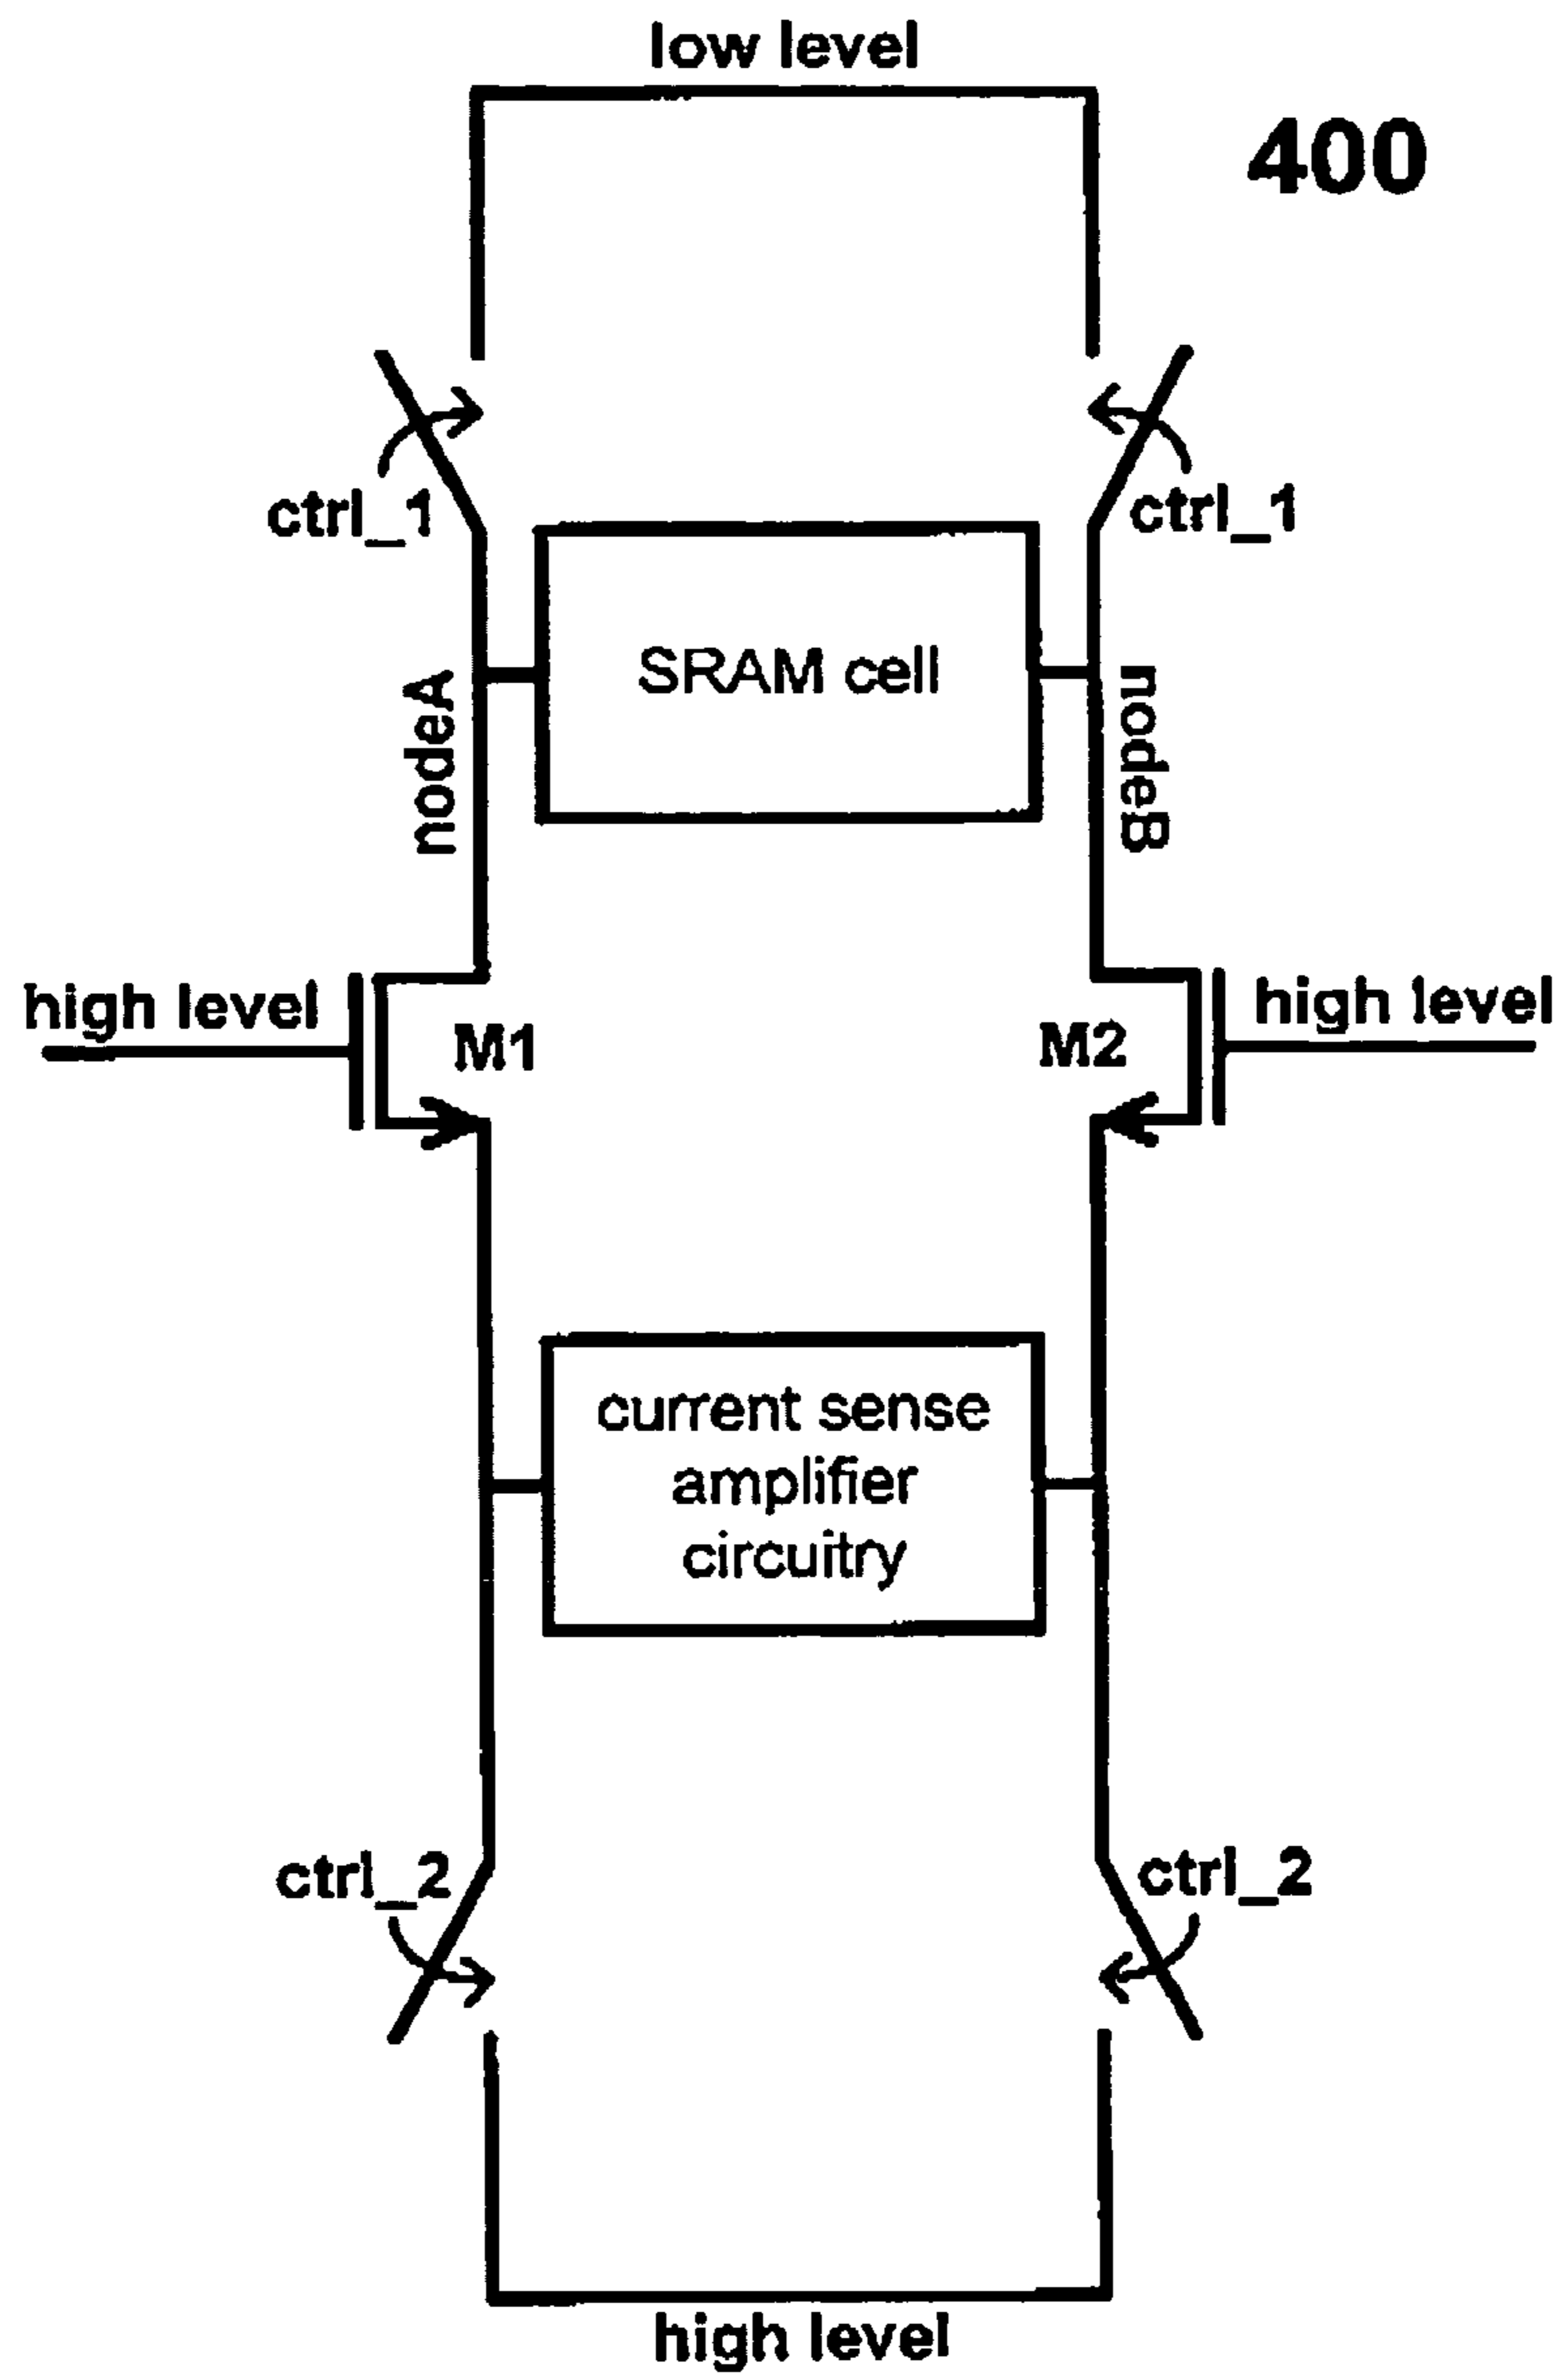 low level
400
ctrl_1
ctrl_1
SRAM cell
nodeA
nodeB
high level
M1
M2
high level
current sense
amplifier
circuitry
ctrl_2
ctrl_2
high level